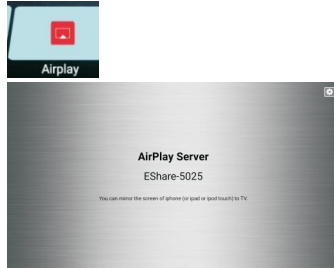 Airplay
AirPlay Server
EShare-5025
You can mirror the screen of iphone (or ipad or ipod touch) to TV.